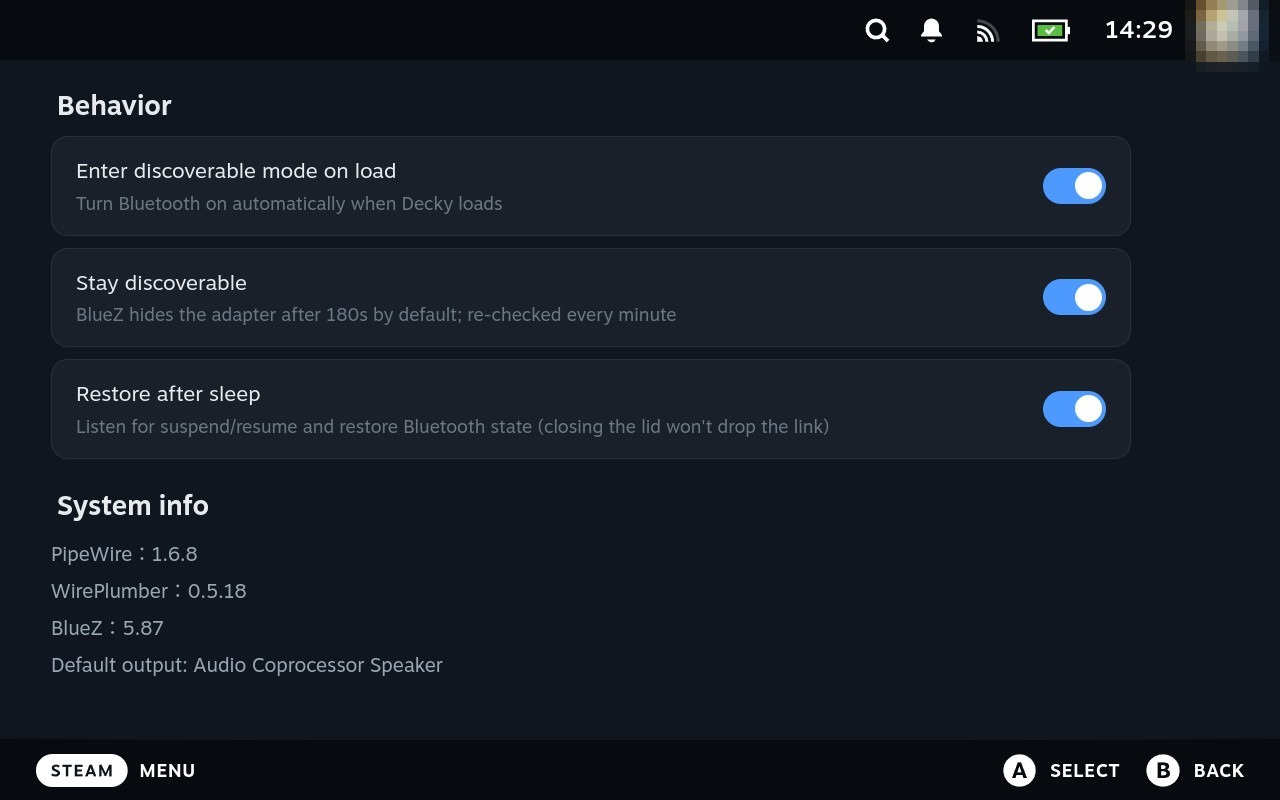 14:29
Behavior
Enter discoverable mode on load
Turn Bluetooth on automatically when Decky loads
Stay discoverable
BlueZ hides the adapter after 180s by default; re-checked every minute
Restore after sleep
Listen for suspend/resume and restore Bluetooth state (closing the lid won't drop the link)
System info
PipeWire：1.6.8
WirePlumber：0.5.18
BlueZ：5.87
Default output: Audio Coprocessor Speaker
STEAM MENU A SELECT B BACK